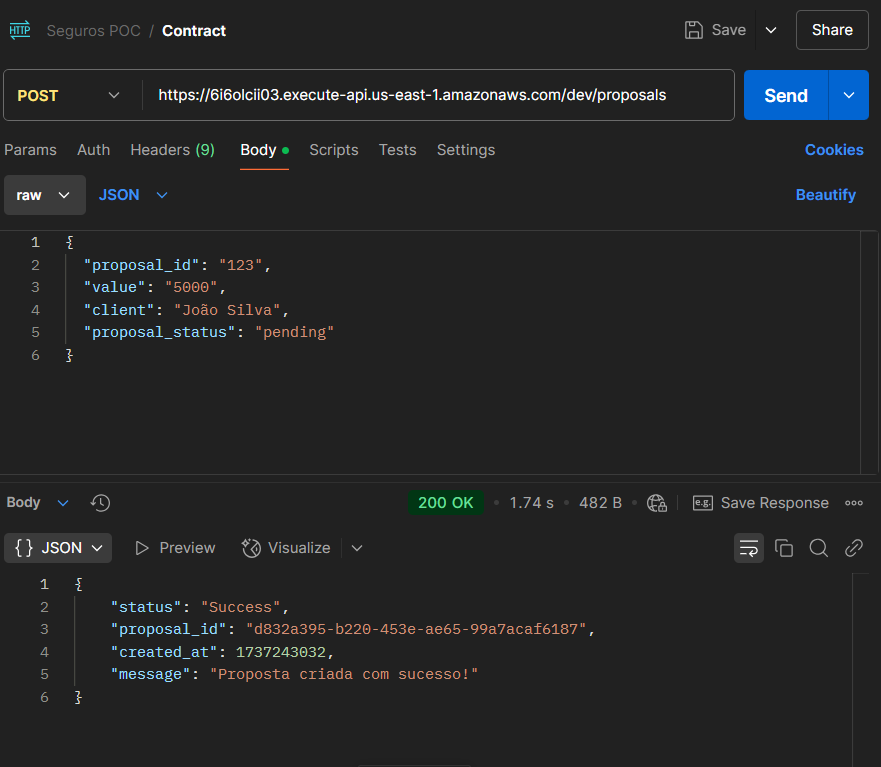 HTTP Seguros POC / Contract Save Share
POST https://6i6olcii03.execute-api.us-east-1.amazonaws.com/dev/proposals Send
Params Auth Headers (9) Body Scripts Tests Settings Cookies
raw JSON Beautify
1 {
2 "proposal_id": "123",
3 "value": "5000",
4 "client": "João Silva",
5 "proposal_status": "pending"
6 }
Body 200 OK • 1.74 s • 482 B • e.g. Save Response
{} JSON Preview Visualize
1 {
2 "status": "Success",
3 "proposal_id": "d832a395-b220-453e-ae65-99a7acaf6187",
4 "created_at": 1737243032,
5 "message": "Proposta criada com sucesso!"
6 }